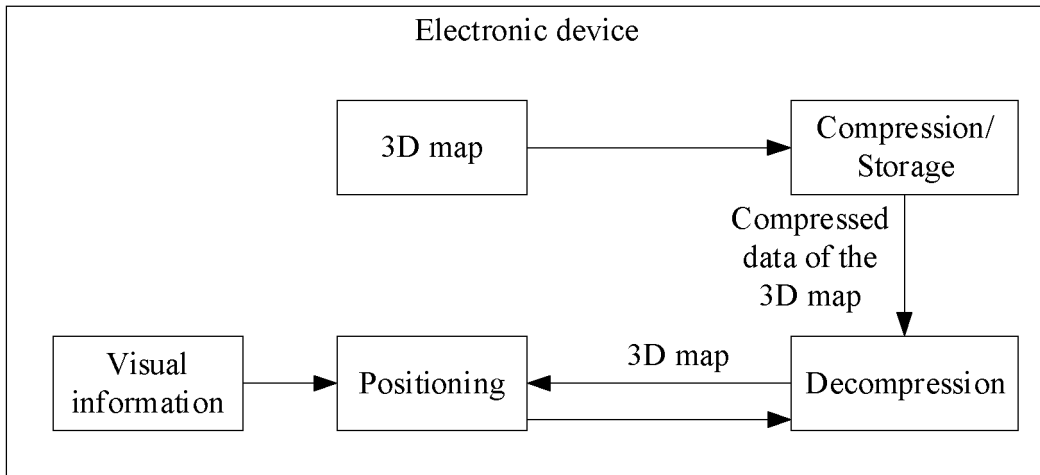 Electronic device
3D map
Compression/
Storage
Compressed
data of the
3D map
Visual
information
Positioning
3D map
Decompression